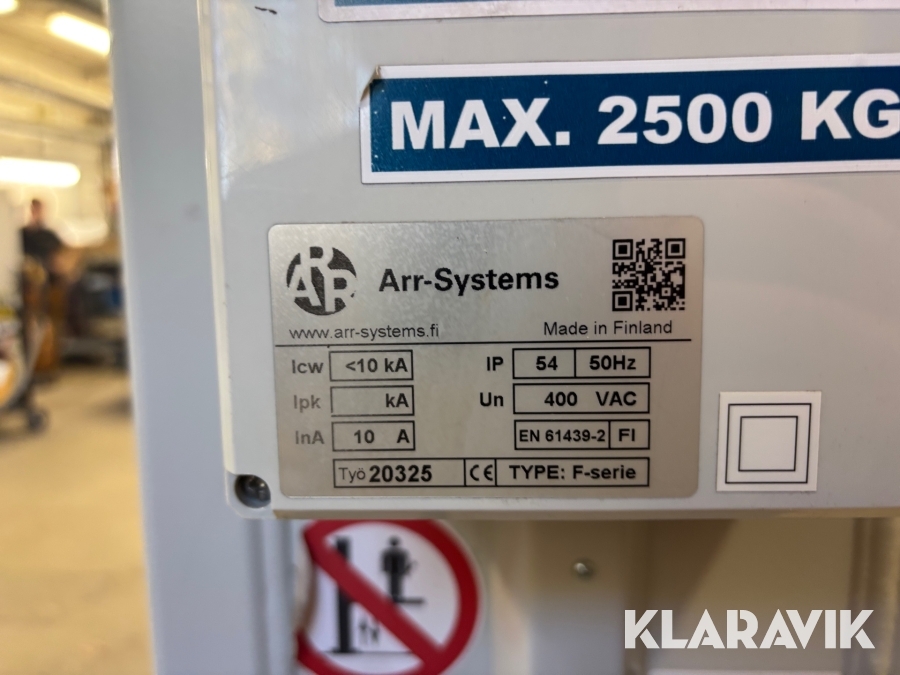 MAX. 2500 KG
ARR Arr-Systems
www.arr-systems.fi Made in Finland
Icw <10 kA IP 54 50Hz
Ipk kA Un 400 VAC
InA 10 A EN 61439-2 FI
Työ 20325 CE TYPE: F-serie
KLARAVIK